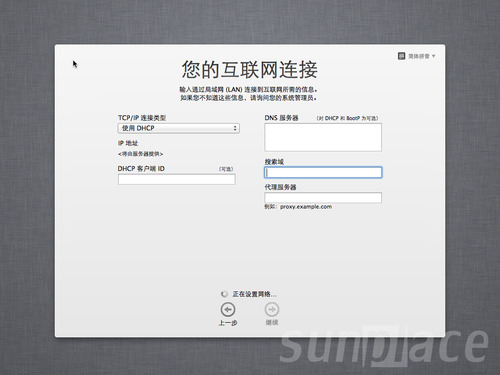 简体拼音
您的互联网连接
输入通过局域网 (LAN) 连接到互联网所需的信息。
如果您不知道这些信息，请询问您的系统管理员。
TCP/IP 连接类型
使用 DHCP
IP 地址
<将由服务器提供>
DHCP 客户端 ID （可选）
DNS 服务器 （对 DHCP 和 BootP 为可选）
搜索域
代理服务器
例如：proxy.example.com
正在设置网络...
上一步 继续
sunplace